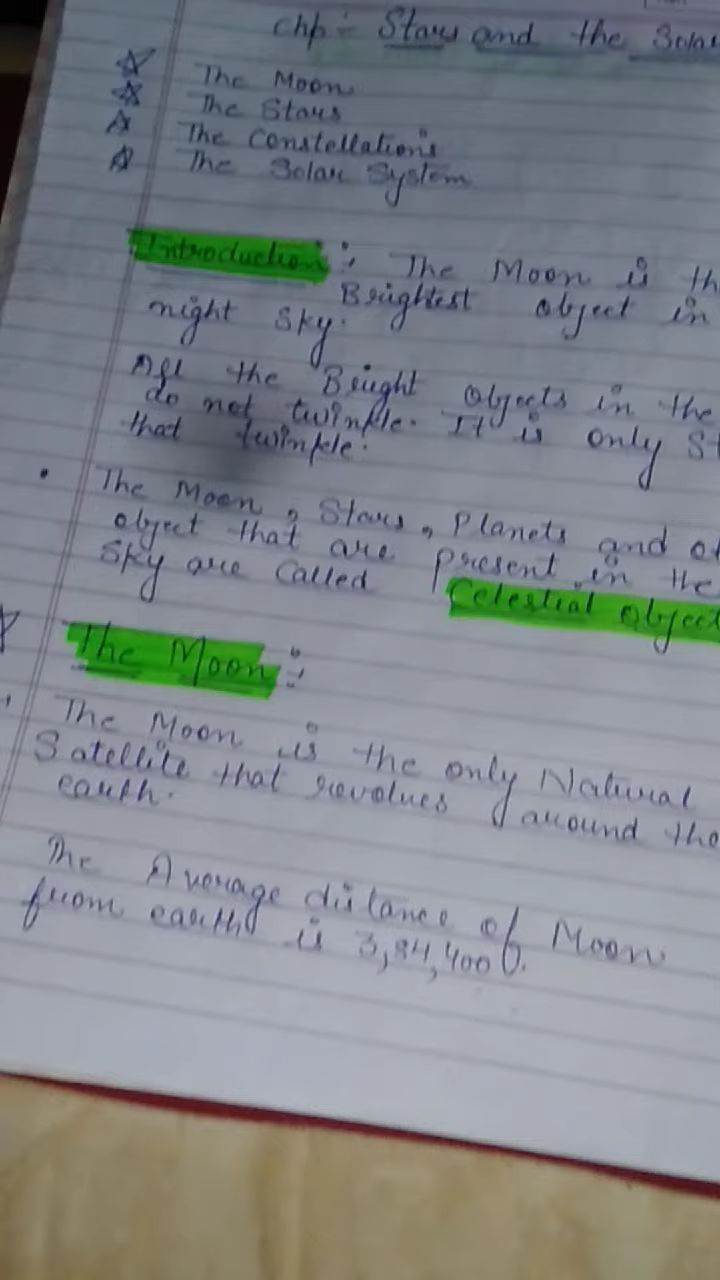 chp :- Stars and the Solar
The Moon
The Stars
The Constellations
The Solar System
Introduction :- The Moon is th
Brightest object in
night sky.
All the Bright objects in the
do not twinkle. It is only St
that twinkle.
The Moon, Stars, Planets and ot
object that are present in the
sky are called Celestial Object
The Moon :-
The Moon is the only Natural
Satellite that revolves around the
earth.
The Average distance of Moon
from earth is 3,84,400